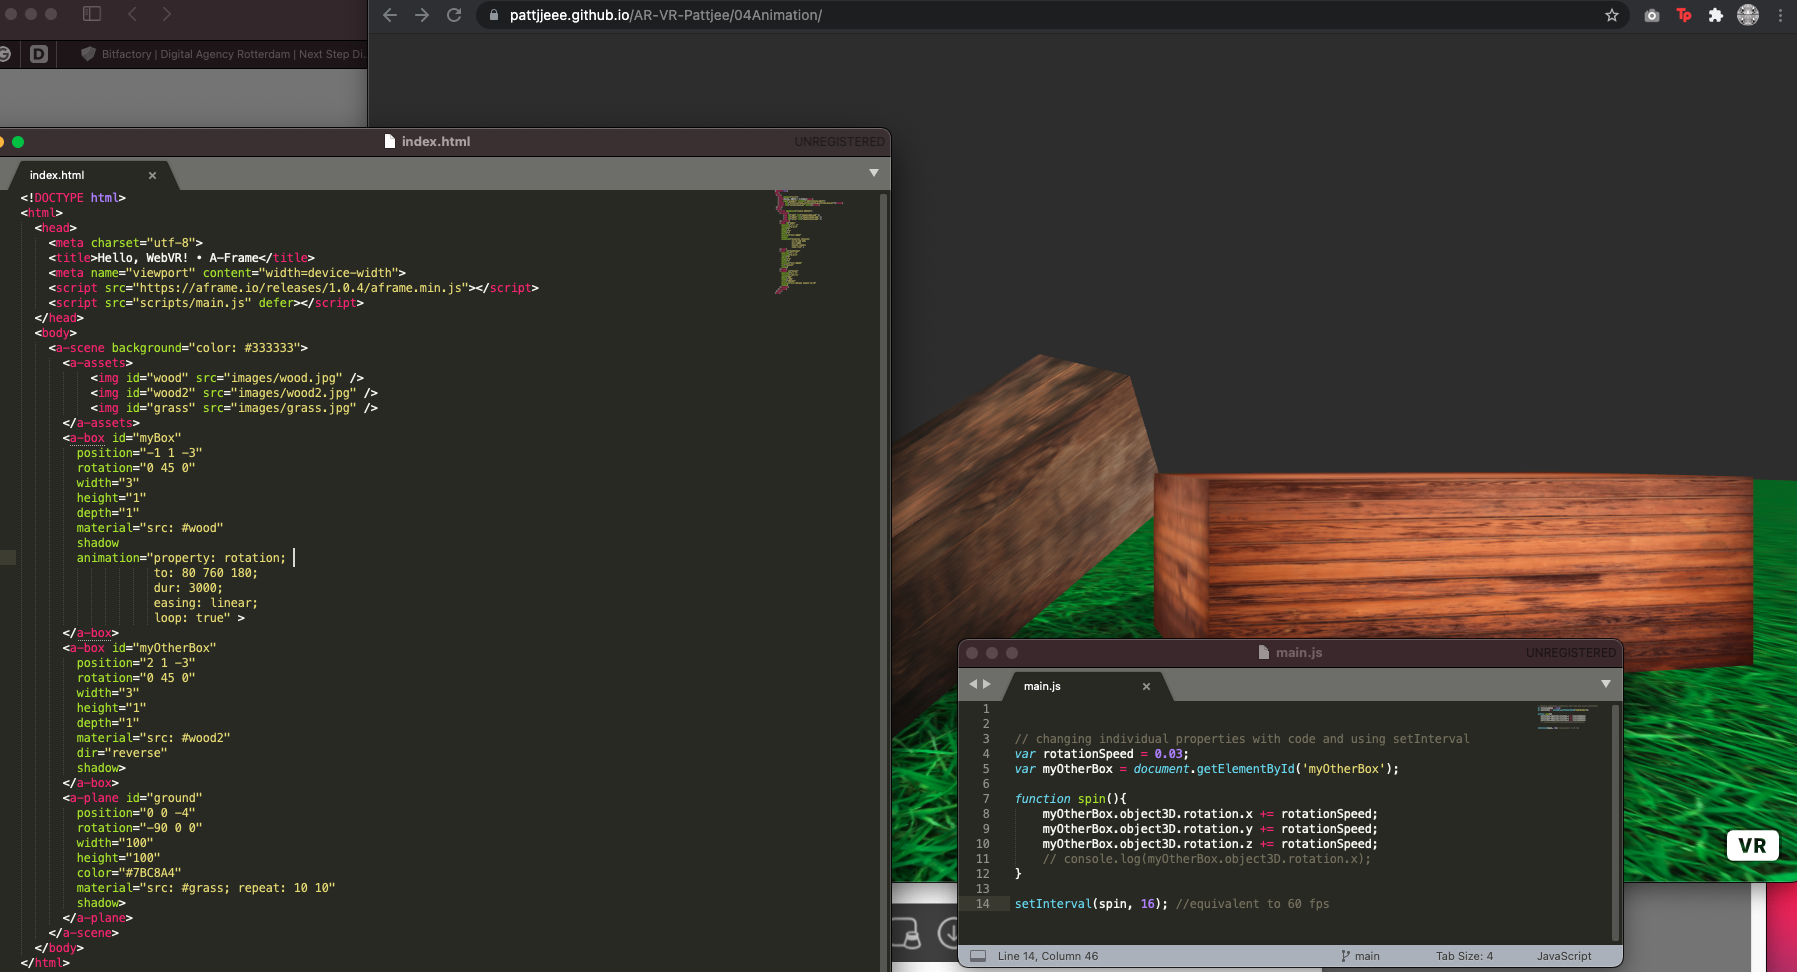 pattjjeee.github.io/AR-VR-Pattjee/04Animation/
Bitfactory | Digital Agency Rotterdam | Next Step Di...
index.html
UNREGISTERED
index.html
<!DOCTYPE html>
<html>
<head>
<meta charset="utf-8">
<title>Hello, WebVR! • A-Frame</title>
<meta name="viewport" content="width=device-width">
<script src="https://aframe.io/releases/1.0.4/aframe.min.js"></script>
<script src="scripts/main.js" defer></script>
</head>
<body>
<a-scene background="color: #333333">
<a-assets>
<img id="wood" src="images/wood.jpg" />
<img id="wood2" src="images/wood2.jpg" />
<img id="grass" src="images/grass.jpg" />
</a-assets>
<a-box id="myBox"
position="-1 1 -3"
rotation="0 45 0"
width="3"
height="1"
depth="1"
material="src: #wood"
shadow
animation="property: rotation;
to: 80 760 180;
dur: 3000;
easing: linear;
loop: true" >
</a-box>
<a-box id="myOtherBox"
position="2 1 -3"
rotation="0 45 0"
width="3"
height="1"
depth="1"
material="src: #wood2"
dir="reverse"
shadow>
</a-box>
<a-plane id="ground"
position="0 0 -4"
rotation="-90 0 0"
width="100"
height="100"
color="#7BC8A4"
material="src: #grass; repeat: 10 10"
shadow>
</a-plane>
</a-scene>
</body>
</html>
main.js
UNREGISTERED
main.js
1
2
3 // changing individual properties with code and using setInterval
4 var rotationSpeed = 0.03;
5 var myOtherBox = document.getElementById('myOtherBox');
6
7 function spin(){
8 myOtherBox.object3D.rotation.x += rotationSpeed;
9 myOtherBox.object3D.rotation.y += rotationSpeed;
10 myOtherBox.object3D.rotation.z += rotationSpeed;
11 // console.log(myOtherBox.object3D.rotation.x);
12 }
13
14 setInterval(spin, 16); //equivalent to 60 fps
Line 14, Column 46
main
Tab Size: 4
JavaScript
VR